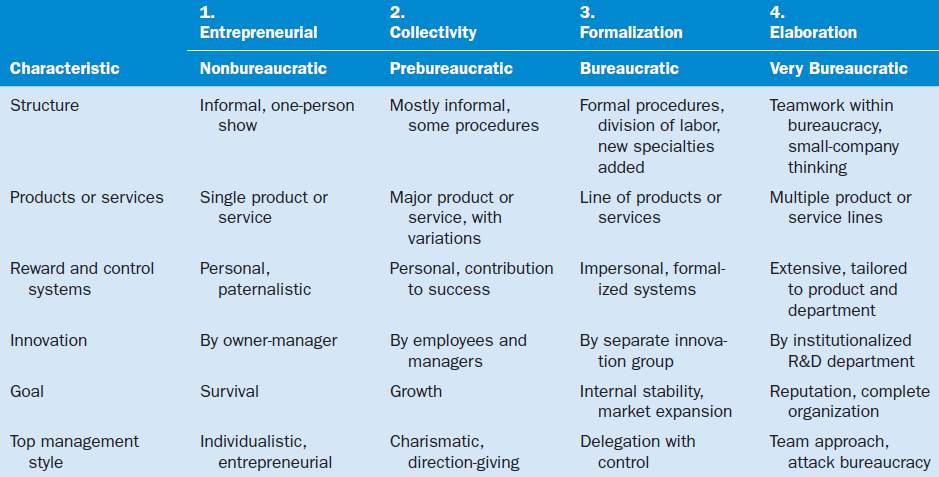 1.
Entrepreneurial
2.
Collectivity
3.
Formalization
4.
Elaboration
Characteristic
Nonbureaucratic
Prebureaucratic
Bureaucratic
Very Bureaucratic
Structure
Informal, one-person
show
Mostly informal,
some procedures
Formal procedures,
division of labor,
new specialties
added
Teamwork within
bureaucracy,
small-company
thinking
Products or services
Single product or
service
Major product or
service, with
variations
Line of products or
services
Multiple product or
service lines
Reward and control
systems
Personal,
paternalistic
Personal, contribution
to success
Impersonal, formal-
ized systems
Extensive, tailored
to product and
department
Innovation
By owner-manager
By employees and
managers
By separate innova-
tion group
By institutionalized
R&D department
Goal
Survival
Growth
Internal stability,
market expansion
Reputation, complete
organization
Top management
style
Individualistic,
entrepreneurial
Charismatic,
direction-giving
Delegation with
control
Team approach,
attack bureaucracy